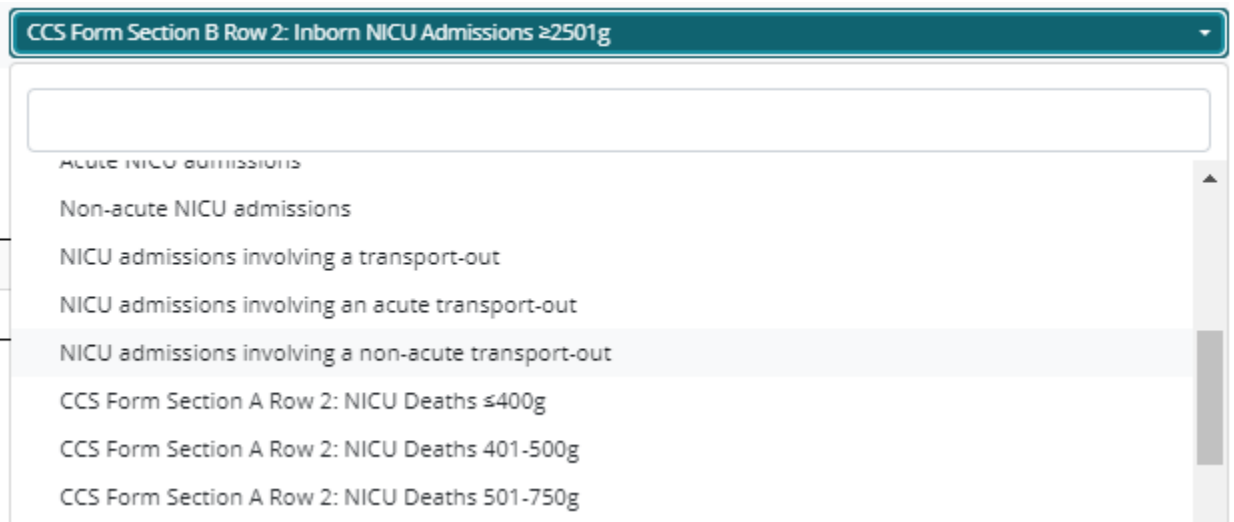 CCS Form Section B Row 2: Inborn NICU Admissions ≥2501g
Acute NICU admissions
Non-acute NICU admissions
NICU admissions involving a transport-out
NICU admissions involving an acute transport-out
NICU admissions involving a non-acute transport-out
CCS Form Section A Row 2: NICU Deaths ≤400g
CCS Form Section A Row 2: NICU Deaths 401-500g
CCS Form Section A Row 2: NICU Deaths 501-750g